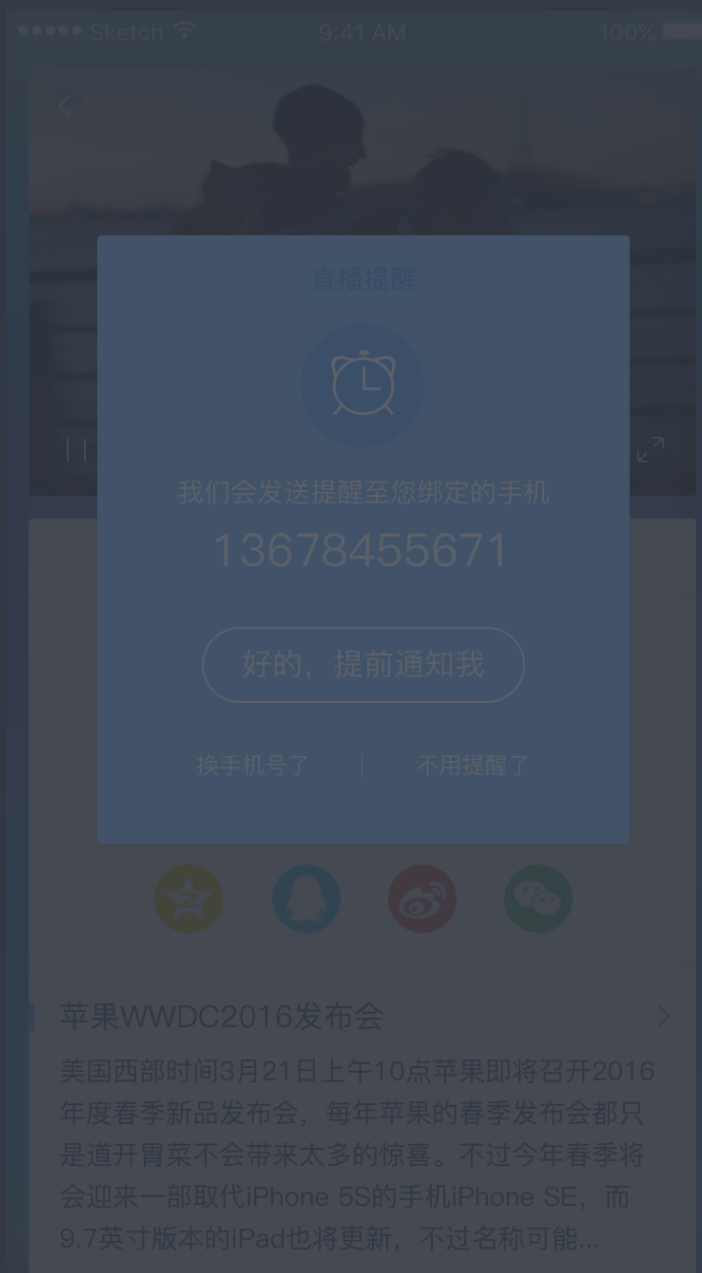 Sketch 9:41 AM 100%
直播提醒
我们会发送提醒至您绑定的手机
13678455671
好的，提前通知我
换手机号了 | 不用提醒了
苹果WWDC2016发布会
美国西部时间3月21日上午10点苹果即将召开2016
年度春季新品发布会，每年苹果的春季发布会都只
是道开胃菜不会带来太多的惊喜。不过今年春季将
会迎来一部取代iPhone 5S的手机iPhone SE，而
9.7英寸版本的iPad也将更新，不过名称可能...